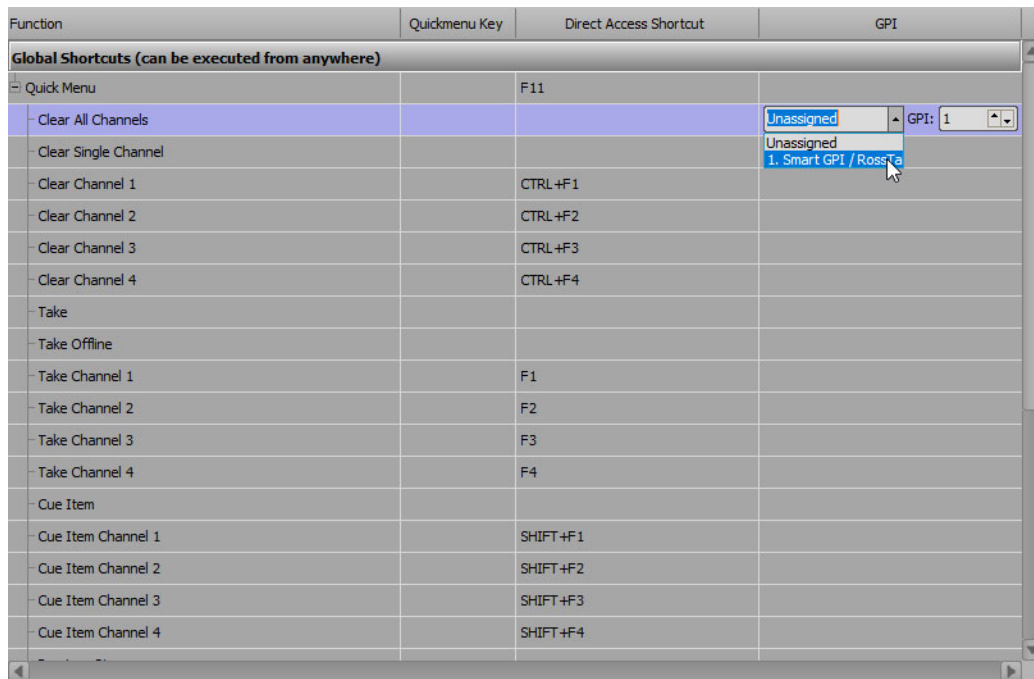 Function Quickmenu Key Direct Access Shortcut GPI
Global Shortcuts (can be executed from anywhere)
Quick Menu F11
Clear All Channels Unassigned GPI: 1
Unassigned
Clear Single Channel
1. Smart GPI / RossTa
Clear Channel 1 CTRL+F1
Clear Channel 2 CTRL+F2
Clear Channel 3 CTRL+F3
Clear Channel 4 CTRL+F4
Take
Take Offline
Take Channel 1 F1
Take Channel 2 F2
Take Channel 3 F3
Take Channel 4 F4
Cue Item
Cue Item Channel 1 SHIFT+F1
Cue Item Channel 2 SHIFT+F2
Cue Item Channel 3 SHIFT+F3
Cue Item Channel 4 SHIFT+F4